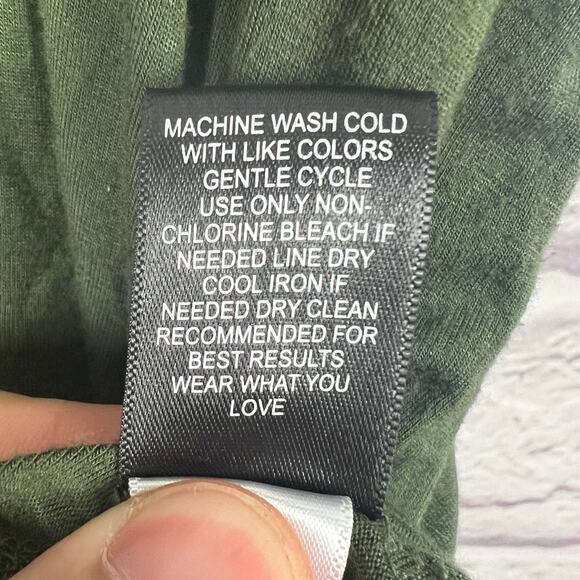 MACHINE WASH COLD
WITH LIKE COLORS
GENTLE CYCLE
USE ONLY NON-
CHLORINE BLEACH IF
NEEDED LINE DRY
COOL IRON IF
NEEDED DRY CLEAN
RECOMMENDED FOR
BEST RESULTS
WEAR WHAT YOU
LOVE